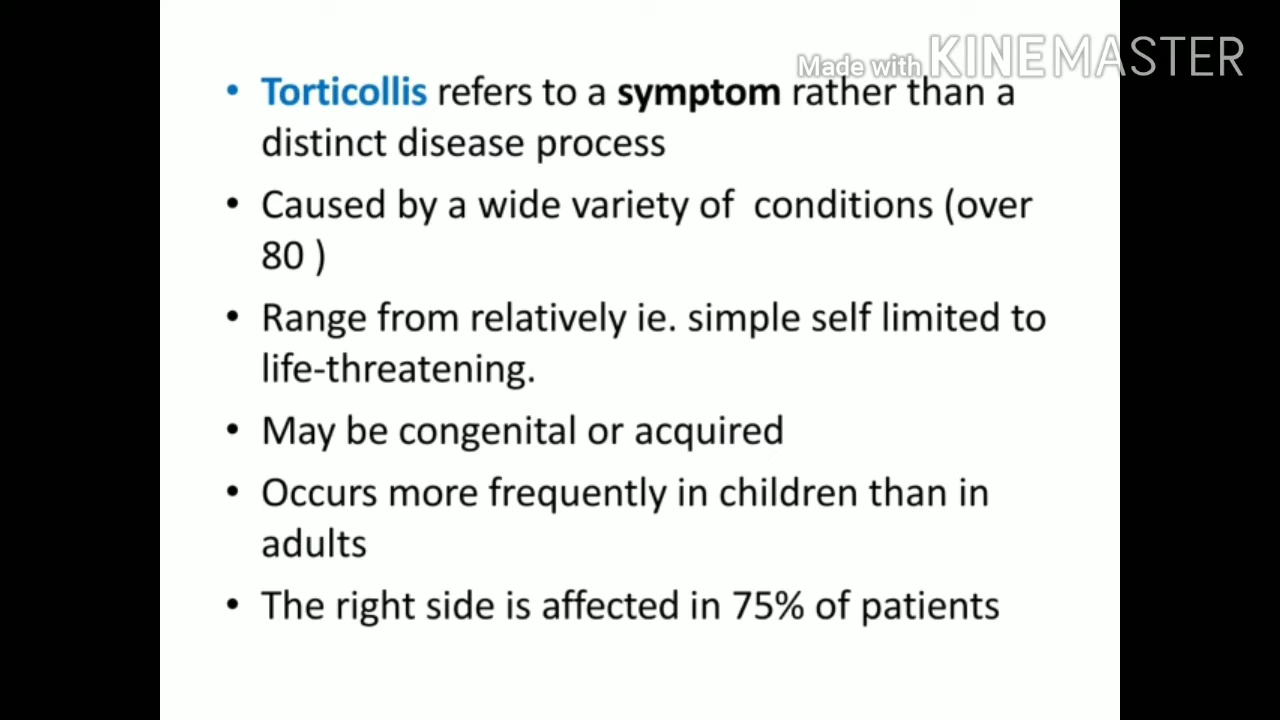 Made with KINEMASTER
• Torticollis refers to a symptom rather than a
distinct disease process
• Caused by a wide variety of  conditions (over
80 )
• Range from relatively ie. simple self limited to
life-threatening.
• May be congenital or acquired
• Occurs more frequently in children than in
adults
• The right side is affected in 75% of patients